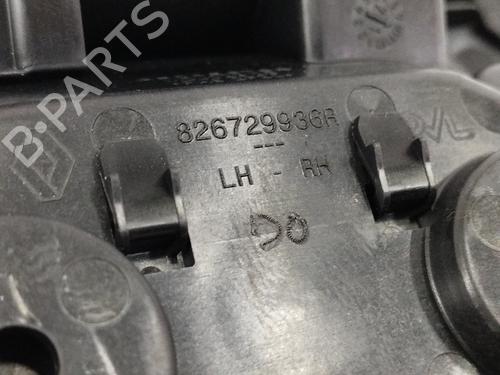 B-PARTS
826729936R
---
LH - RH